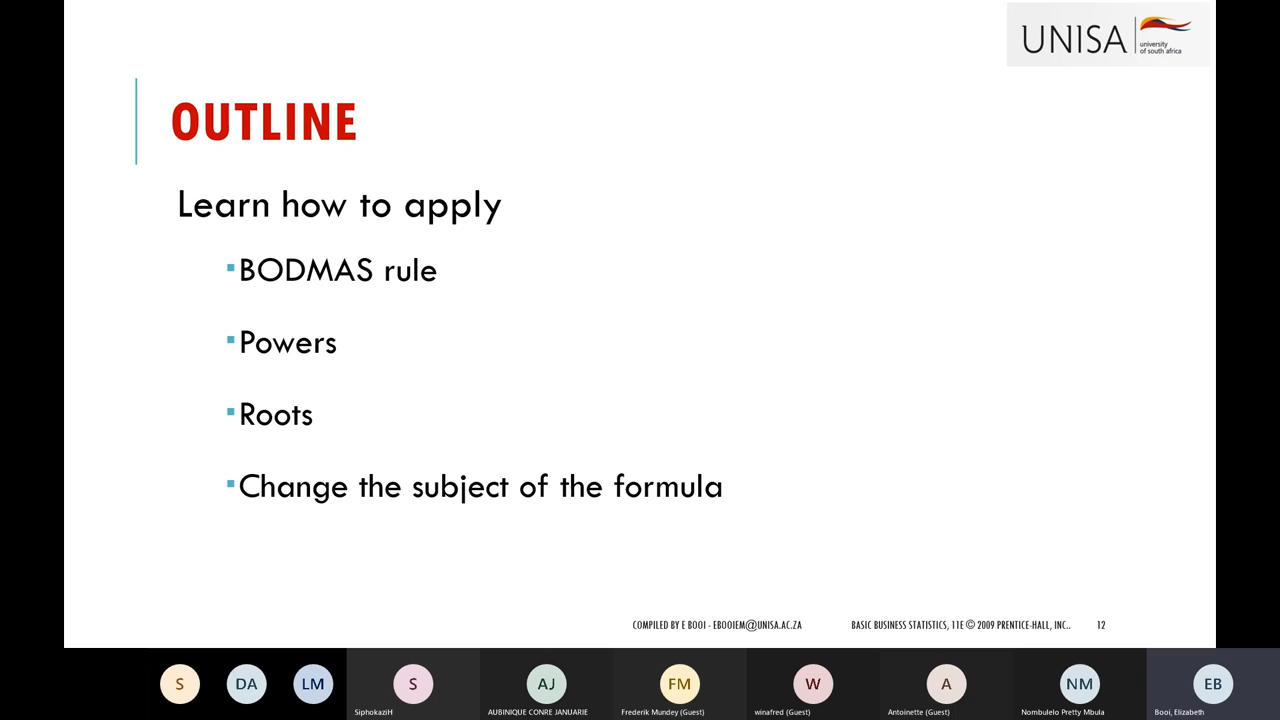 UNISA
university
of south africa
OUTLINE
Learn how to apply
▪BODMAS rule
▪Powers
▪Roots
▪Change the subject of the formula
COMPILED BY E BOOI - EBOOIEM@UNISA.AC.ZA BASIC BUSINESS STATISTICS, 11E © 2009 PRENTICE-HALL, INC.. 12
S DA LM S AJ FM W A NM EB
SiphokaziH AUBINIQUE CONRE JANUARIE Frederik Mundey (Guest) winafred (Guest) Antoinette (Guest) Nombulelo Pretty Mbula Booi, Elizabeth